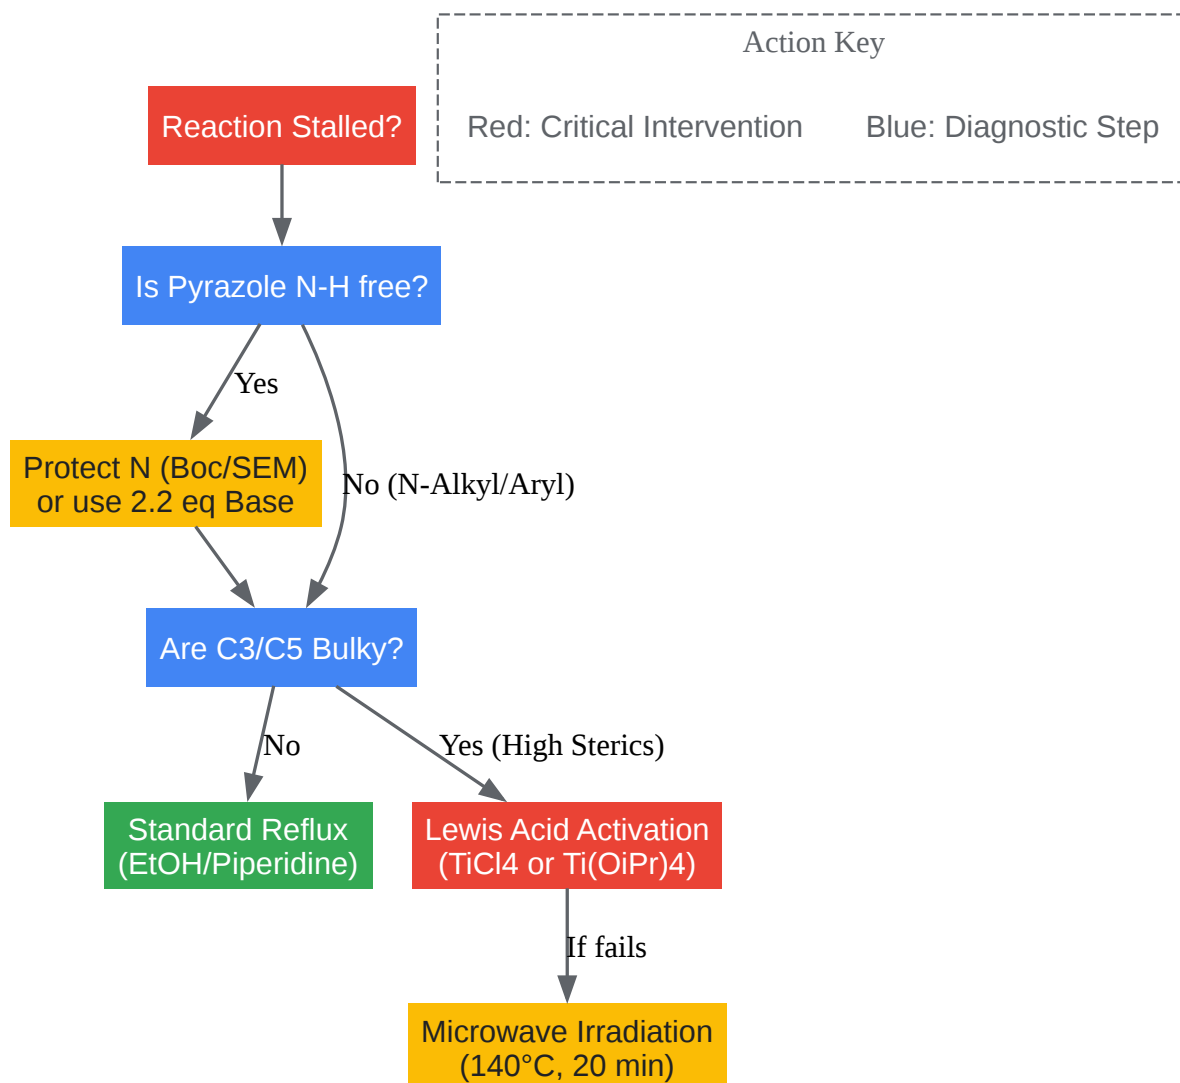 Action Key
Red: Critical Intervention
Blue: Diagnostic Step
Reaction Stalled?
Is Pyrazole N-H free?
Yes
Protect N (Boc/SEM)
or use 2.2 eq Base
No (N-Alkyl/Aryl)
Are C3/C5 Bulky?
No
Yes (High Sterics)
Standard Reflux
(EtOH/Piperidine)
Lewis Acid Activation
(TiCl4 or Ti(OiPr)4)
If fails
Microwave Irradiation
(140°C, 20 min)